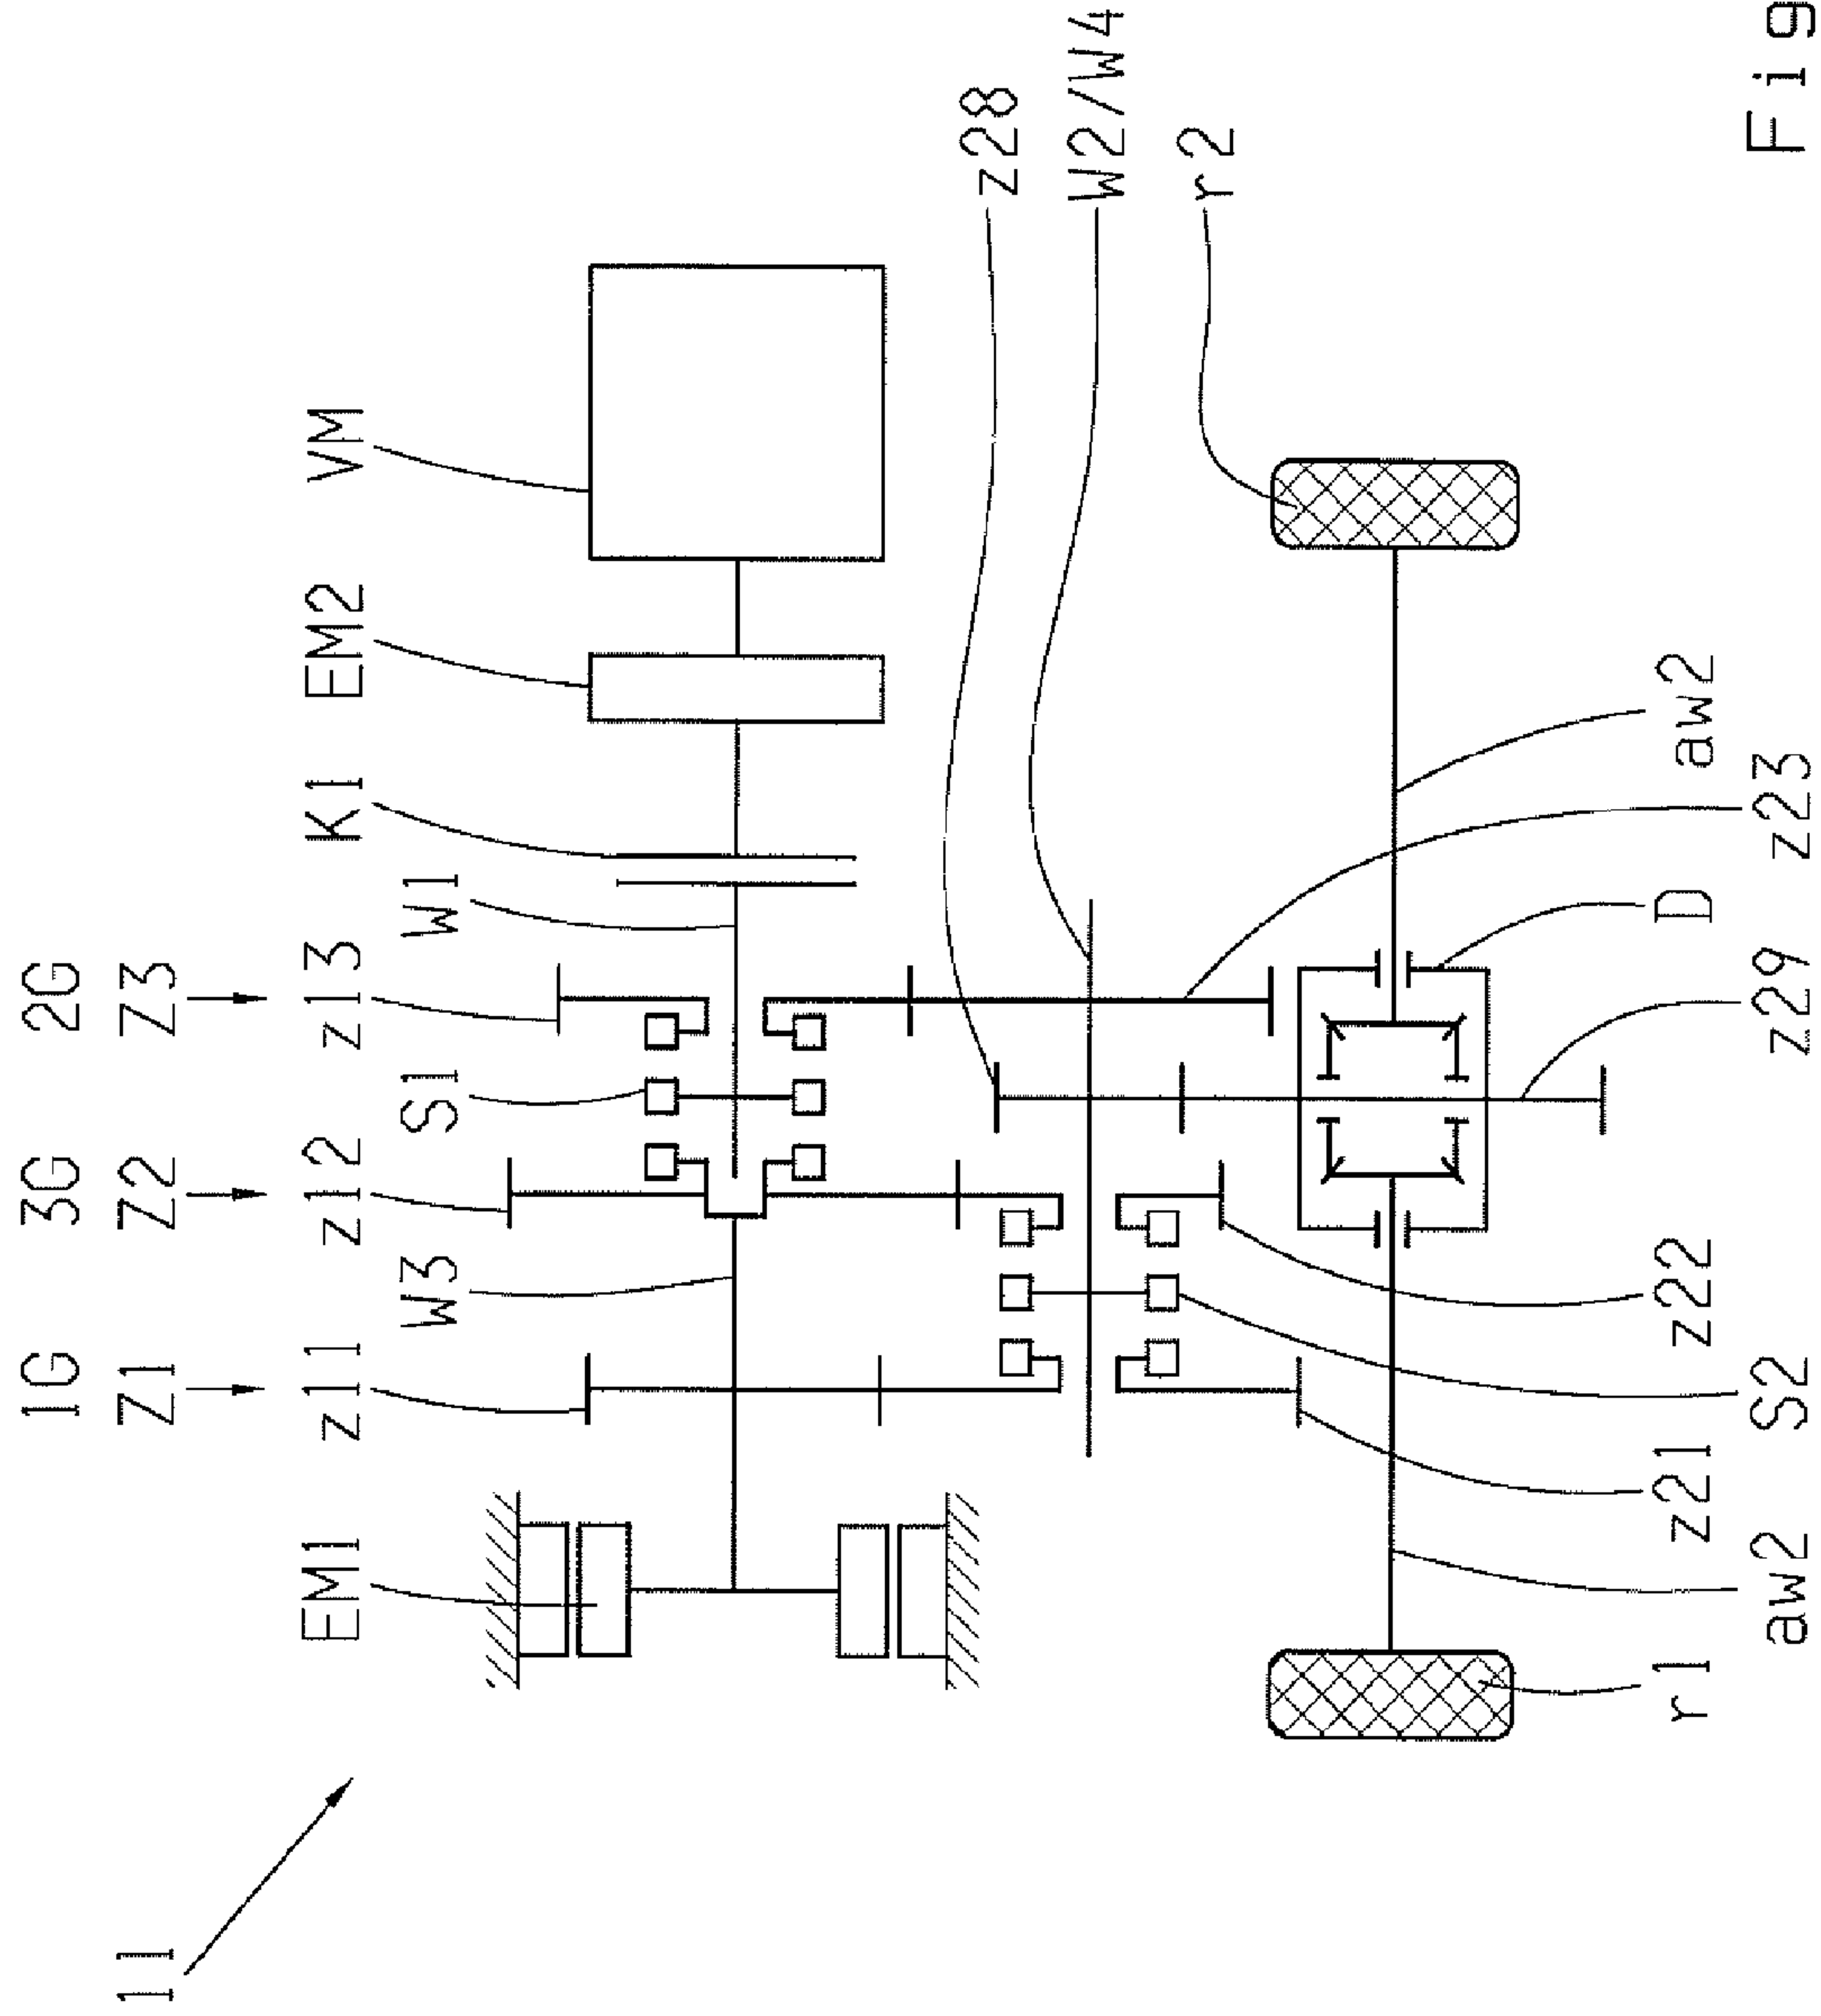 1G 3G 2G
11 Z1 Z2 Z3
EM1 z11 z12 z13 K1 EM2 VM
W3 S1 W1
z28
W2/W4
r2
r1 z21 z22 D aw2
aw2 S2 z29 z23
Fig